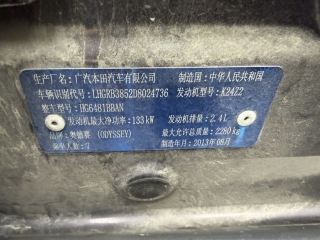 生产厂名：广汽本田汽车有限公司 制造国：中华人民共和国
车辆识别代号：LHGRB3852D8024736 发动机型号：K24Z2
整车型号：HG6481BBAN
发动机最大净功率：133kW 发动机排量：2.4L
品牌：奥德赛 (ODYSSEY) 最大允许总质量：2280kg
乘坐人数：7 制造年月：2013年08月